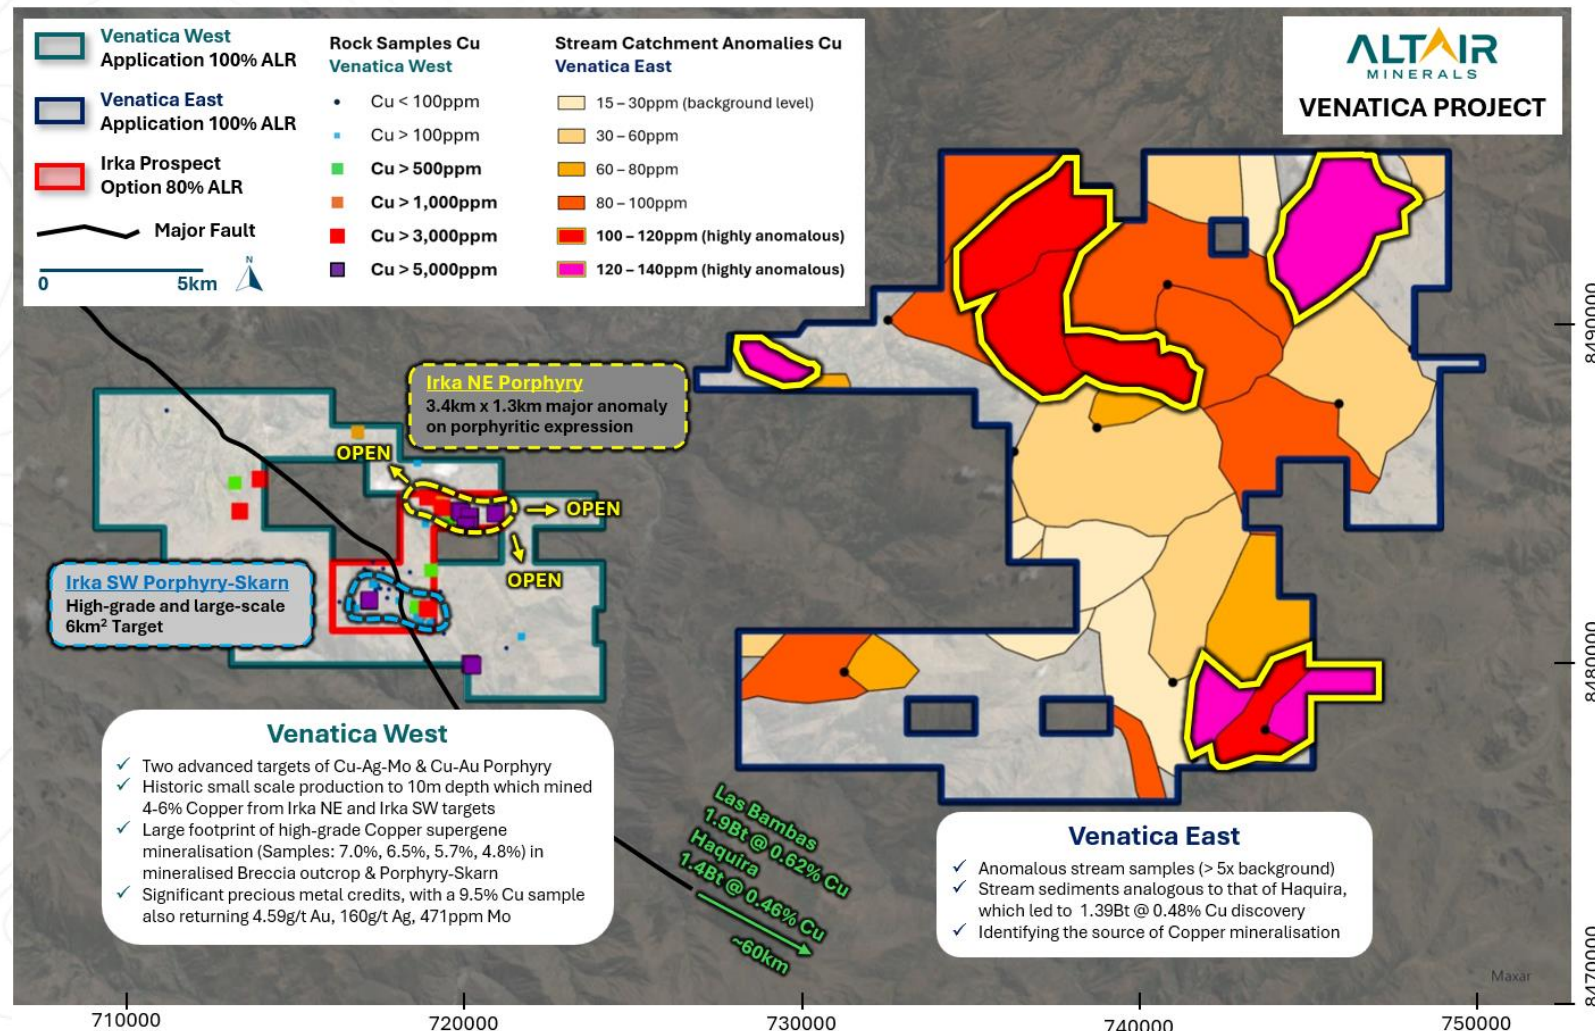 Venatica West
Application 100% ALR
Venatica East
Application 100% ALR
Irka Prospect
Option 80% ALR
Major Fault
0
5km
N
Rock Samples Cu
Venatica West
Cu < 100ppm
Cu > 100ppm
Cu > 500ppm
Cu > 1,000ppm
Cu > 3,000ppm
Cu > 5,000ppm
Stream Catchment Anomalies Cu
Venatica East
15 – 30ppm (background level)
30 – 60ppm
60 – 80ppm
80 – 100ppm
100 – 120ppm (highly anomalous)
120 – 140ppm (highly anomalous)
ALTAIR
MINERALS
VENATICA PROJECT
Irka NE Porphyry
3.4km x 1.3km major anomaly
on porphyritic expression
OPEN
OPEN
OPEN
Irka SW Porphyry-Skarn
High-grade and large-scale
6km² Target
Venatica West
✓ Two advanced targets of Cu-Ag-Mo & Cu-Au Porphyry
✓ Historic small scale production to 10m depth which mined
4-6% Copper from Irka NE and Irka SW targets
✓ Large footprint of high-grade Copper supergene
mineralisation (Samples: 7.0%, 6.5%, 5.7%, 4.8%) in
mineralised Breccia outcrop & Porphyry-Skarn
✓ Significant precious metal credits, with a 9.5% Cu sample
also returning 4.59g/t Au, 160g/t Ag, 471ppm Mo
Las Bambas
1.9Bt @ 0.62% Cu
Haquira
1.4Bt @ 0.46% Cu
~60km
Venatica East
✓ Anomalous stream samples (> 5x background)
✓ Stream sediments analogous to that of Haquira,
which led to 1.39Bt @ 0.48% Cu discovery
✓ Identifying the source of Copper mineralisation
Maxar
8490000
8480000
8470000
710000
720000
730000
740000
750000